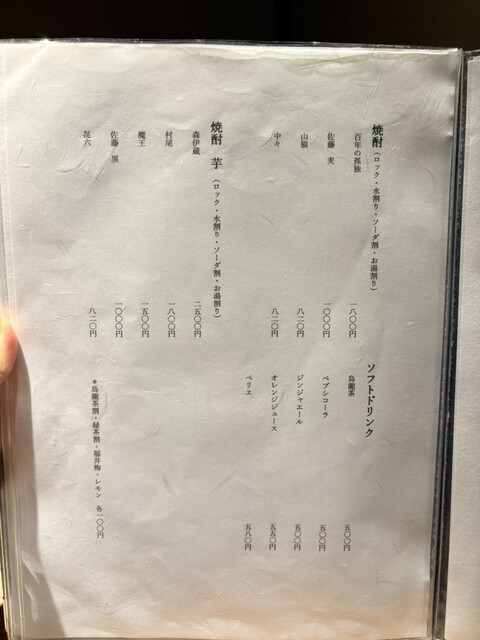 焼酎(ロック・水割り・ソーダ割・お湯割り)
百年の孤独 一八〇〇円
佐藤 麦 一〇〇〇円
山猿 八二〇円
中々 八二〇円
焼酎 芋(ロック・水割り・ソーダ割・お湯割り)
森伊蔵 二五〇〇円
村尾 一八〇〇円
魔王 一五〇〇円
佐藤 黒 一〇〇〇円
㐂六 八二〇円
ソフトドリンク
烏龍茶 五〇〇円
ペプシコーラ 五〇〇円
ジンジャエール 五〇〇円
オレンジジュース 五五〇円
ペリエ 五八〇円
*烏龍茶割・緑茶割・福井梅・レモン 各一〇〇円